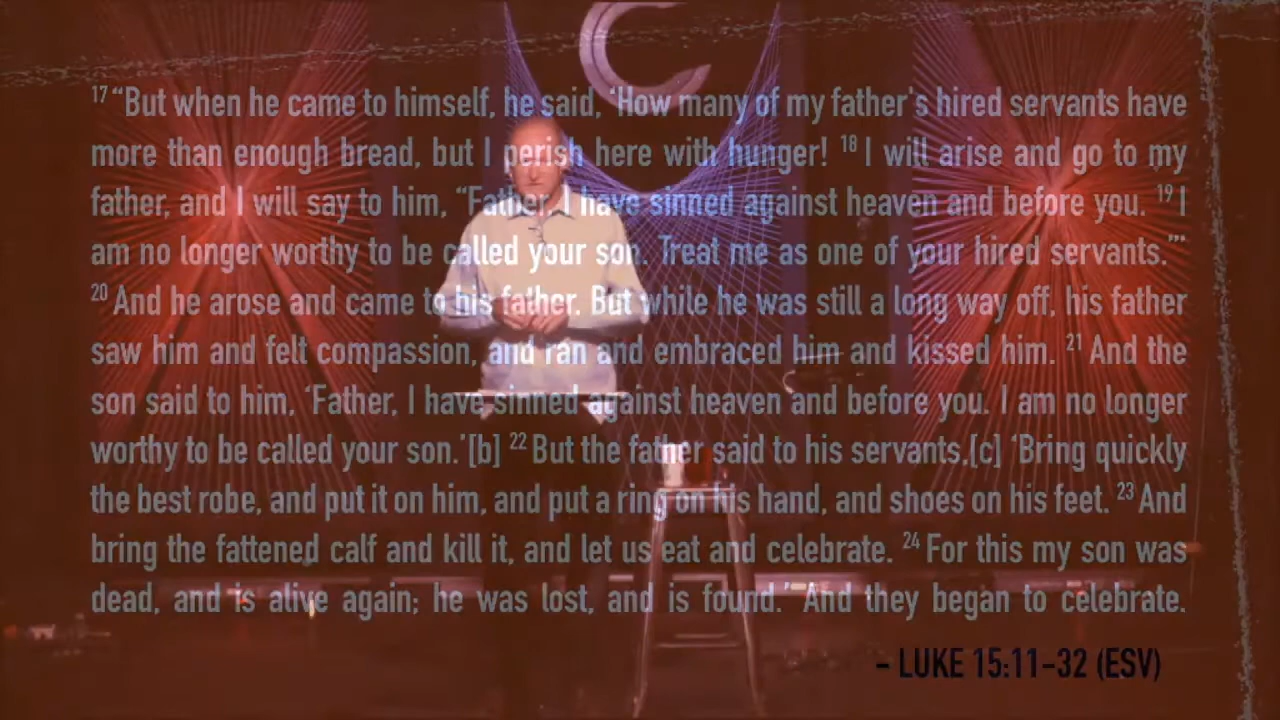 17 “But when he came to himself, he said, ‘How many of my father's hired servants have
more than enough bread, but I perish here with hunger! 18 I will arise and go to my
father, and I will say to him, “Father, I have sinned against heaven and before you. 19 I
am no longer worthy to be called your son. Treat me as one of your hired servants.”’”
20 And he arose and came to his father. But while he was still a long way off, his father
saw him and felt compassion, and ran and embraced him and kissed him. 21 And the
son said to him, ‘Father, I have sinned against heaven and before you. I am no longer
worthy to be called your son.’[b] 22 But the father said to his servants,[c] ‘Bring quickly
the best robe, and put it on him, and put a ring on his hand, and shoes on his feet. 23 And
bring the fattened calf and kill it, and let us eat and celebrate. 24 For this my son was
dead, and is alive again; he was lost, and is found.’ And they began to celebrate.
– LUKE 15:11–32 (ESV)